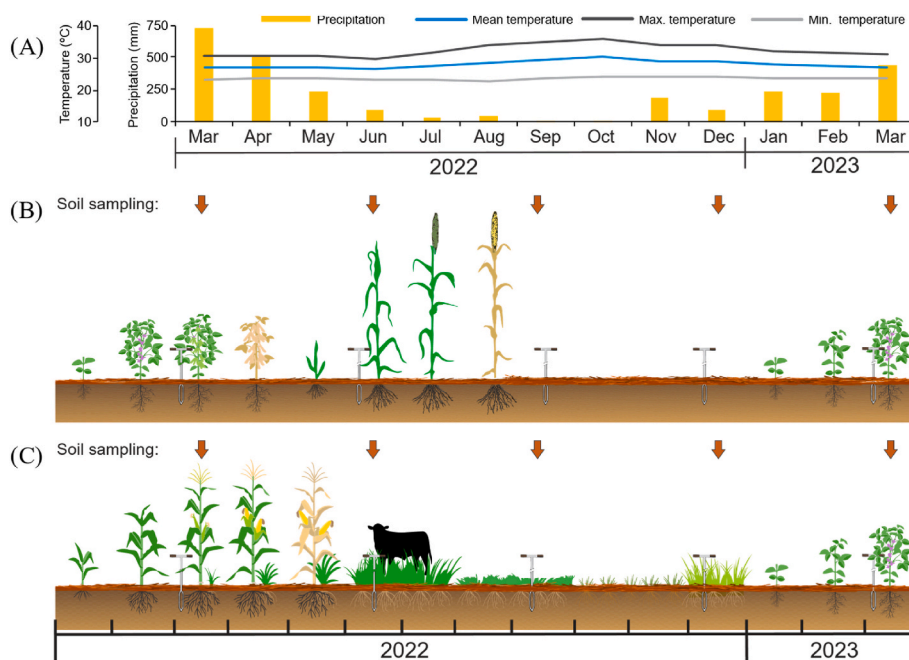 Precipitation Mean temperature Max. temperature Min. temperature
(A)
Temperature (ºC)
40
30
20
10
Precipitation (mm)
750
500
250
0
Mar Apr May Jun Jul Aug Sep Oct Nov Dec Jan Feb Mar
2022 2023
(B) Soil sampling:
(C) Soil sampling:
2022 2023